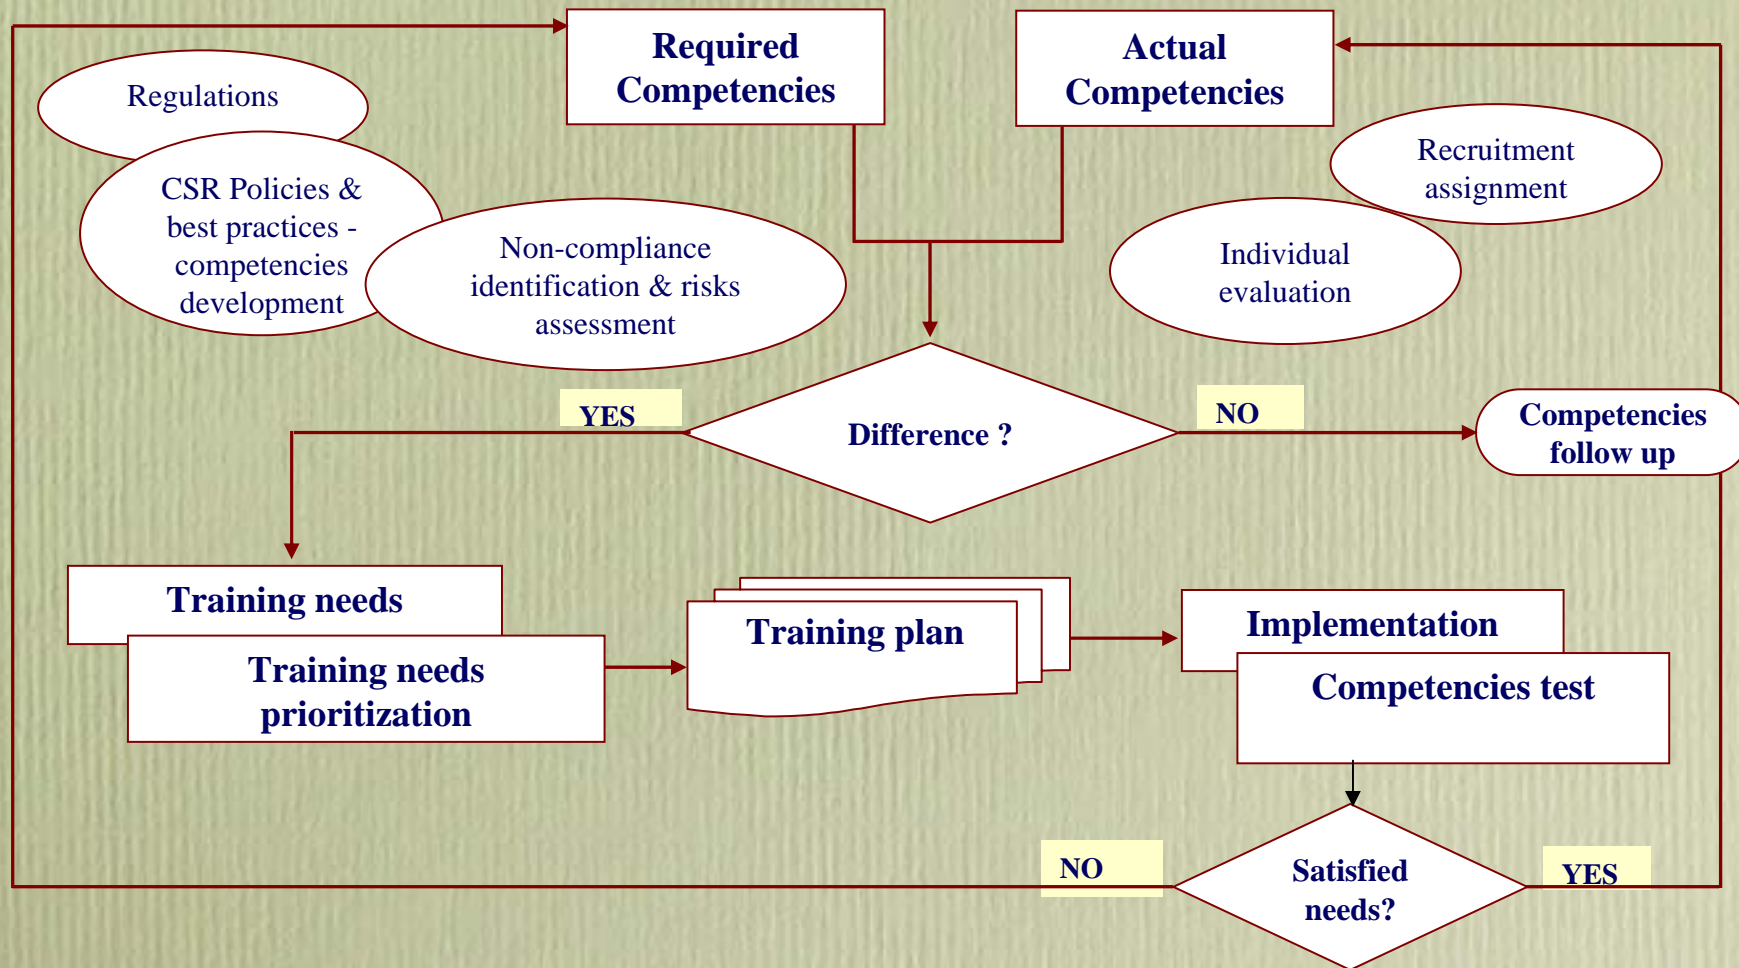 Required
Competencies
Actual
Competencies
Regulations
CSR Policies &
best practices -
competencies
development
Non-compliance
identification & risks
assessment
Recruitment
assignment
Individual
evaluation
YES
Difference ?
NO
Competencies
follow up
Training needs
Training needs
prioritization
Training plan
Implementation
Competencies test
NO
Satisfied
needs?
YES